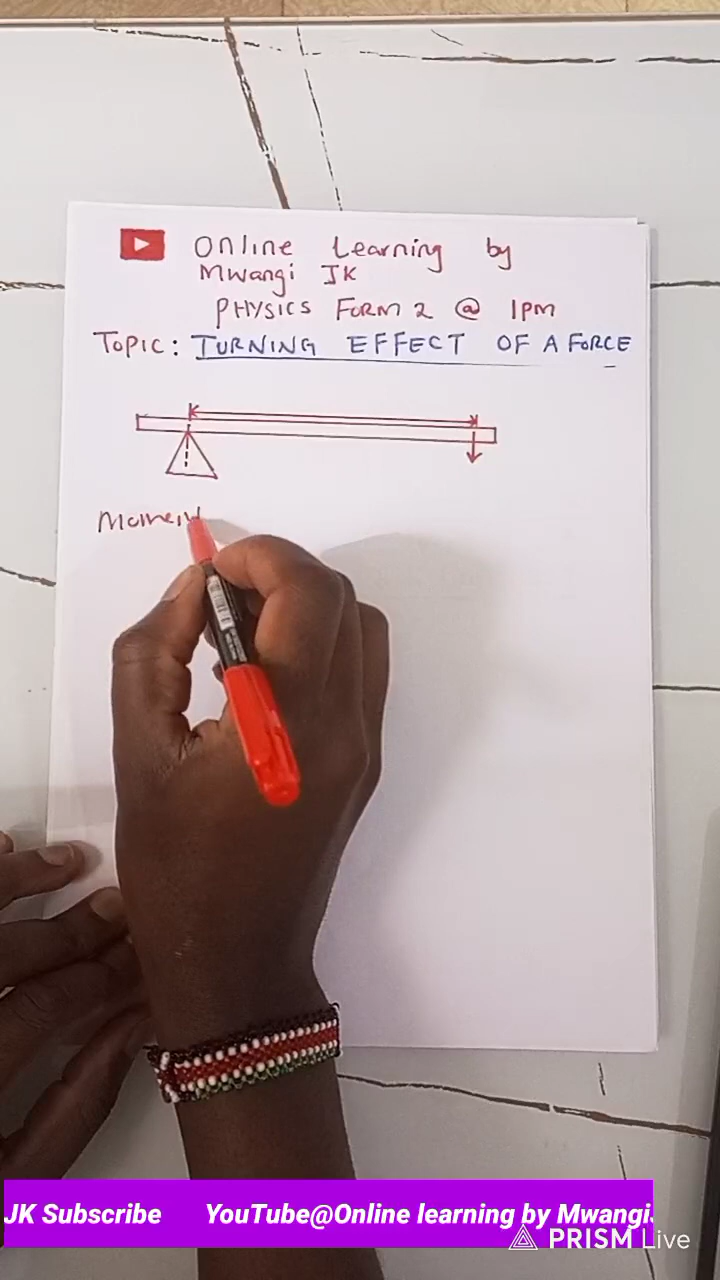 Online Learning by
Mwangi JK
PHYSICS FORM 2 @ 1PM
TOPIC: TURNING EFFECT OF A FORCE
Moment
JK Subscribe YouTube@Online learning by Mwangi
PRISM Live